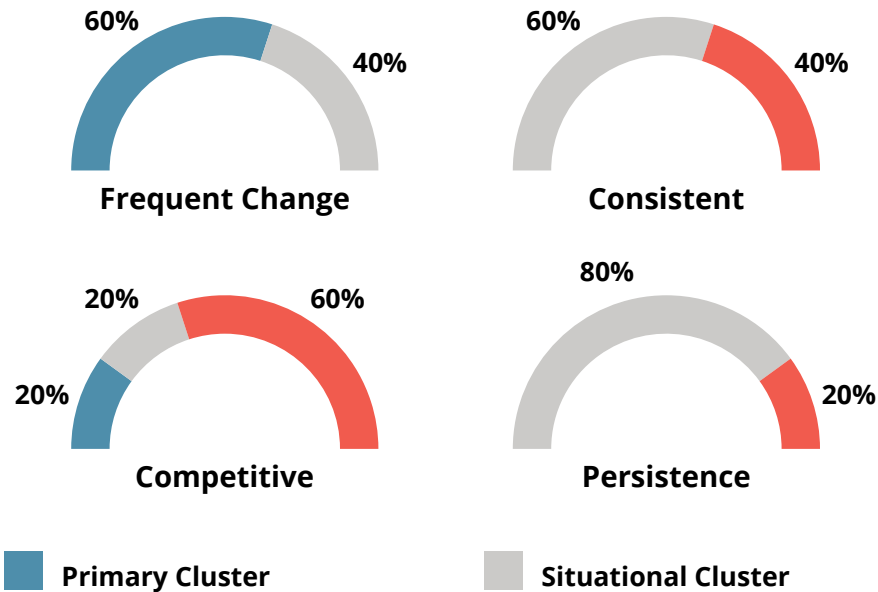 60%
40%
Frequent Change
60%
40%
Consistent
20%
20%
60%
Competitive
80%
20%
Persistence
Primary Cluster
Situational Cluster